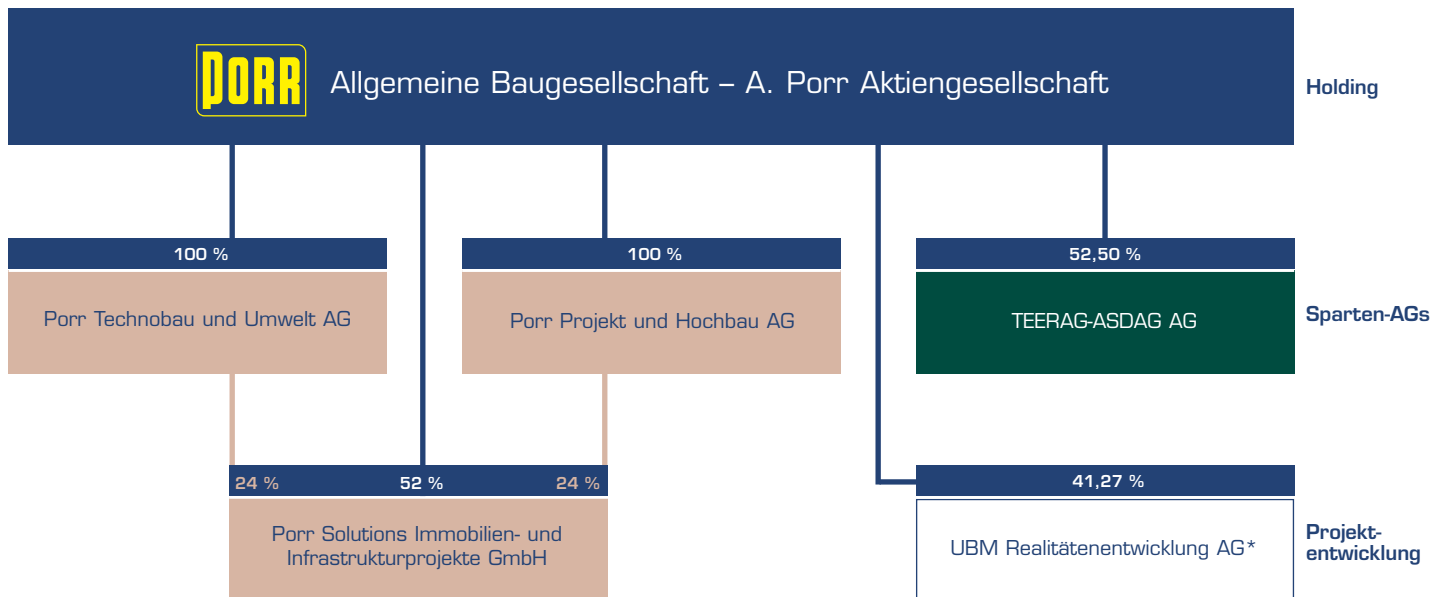 PORR
Allgemeine Baugesellschaft – A. Porr Aktiengesellschaft
Holding
100 %
100 %
52,50 %
Porr Technobau und Umwelt AG
Porr Projekt und Hochbau AG
TEERAG-ASDAG AG
Sparten-AGs
24 %
52 %
24 %
41,27 %
Porr Solutions Immobilien- und
Infrastrukturprojekte GmbH
UBM Realitätenentwicklung AG*
Projekt-
entwicklung